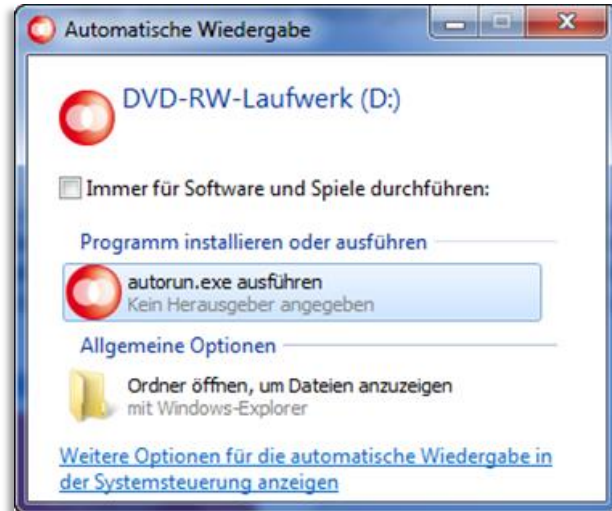 Automatische Wiedergabe
DVD-RW-Laufwerk (D:)
Immer für Software und Spiele durchführen:
Programm installieren oder ausführen
autorun.exe ausführen
Kein Herausgeber angegeben
Allgemeine Optionen
Ordner öffnen, um Dateien anzuzeigen
mit Windows-Explorer
Weitere Optionen für die automatische Wiedergabe in
der Systemsteuerung anzeigen